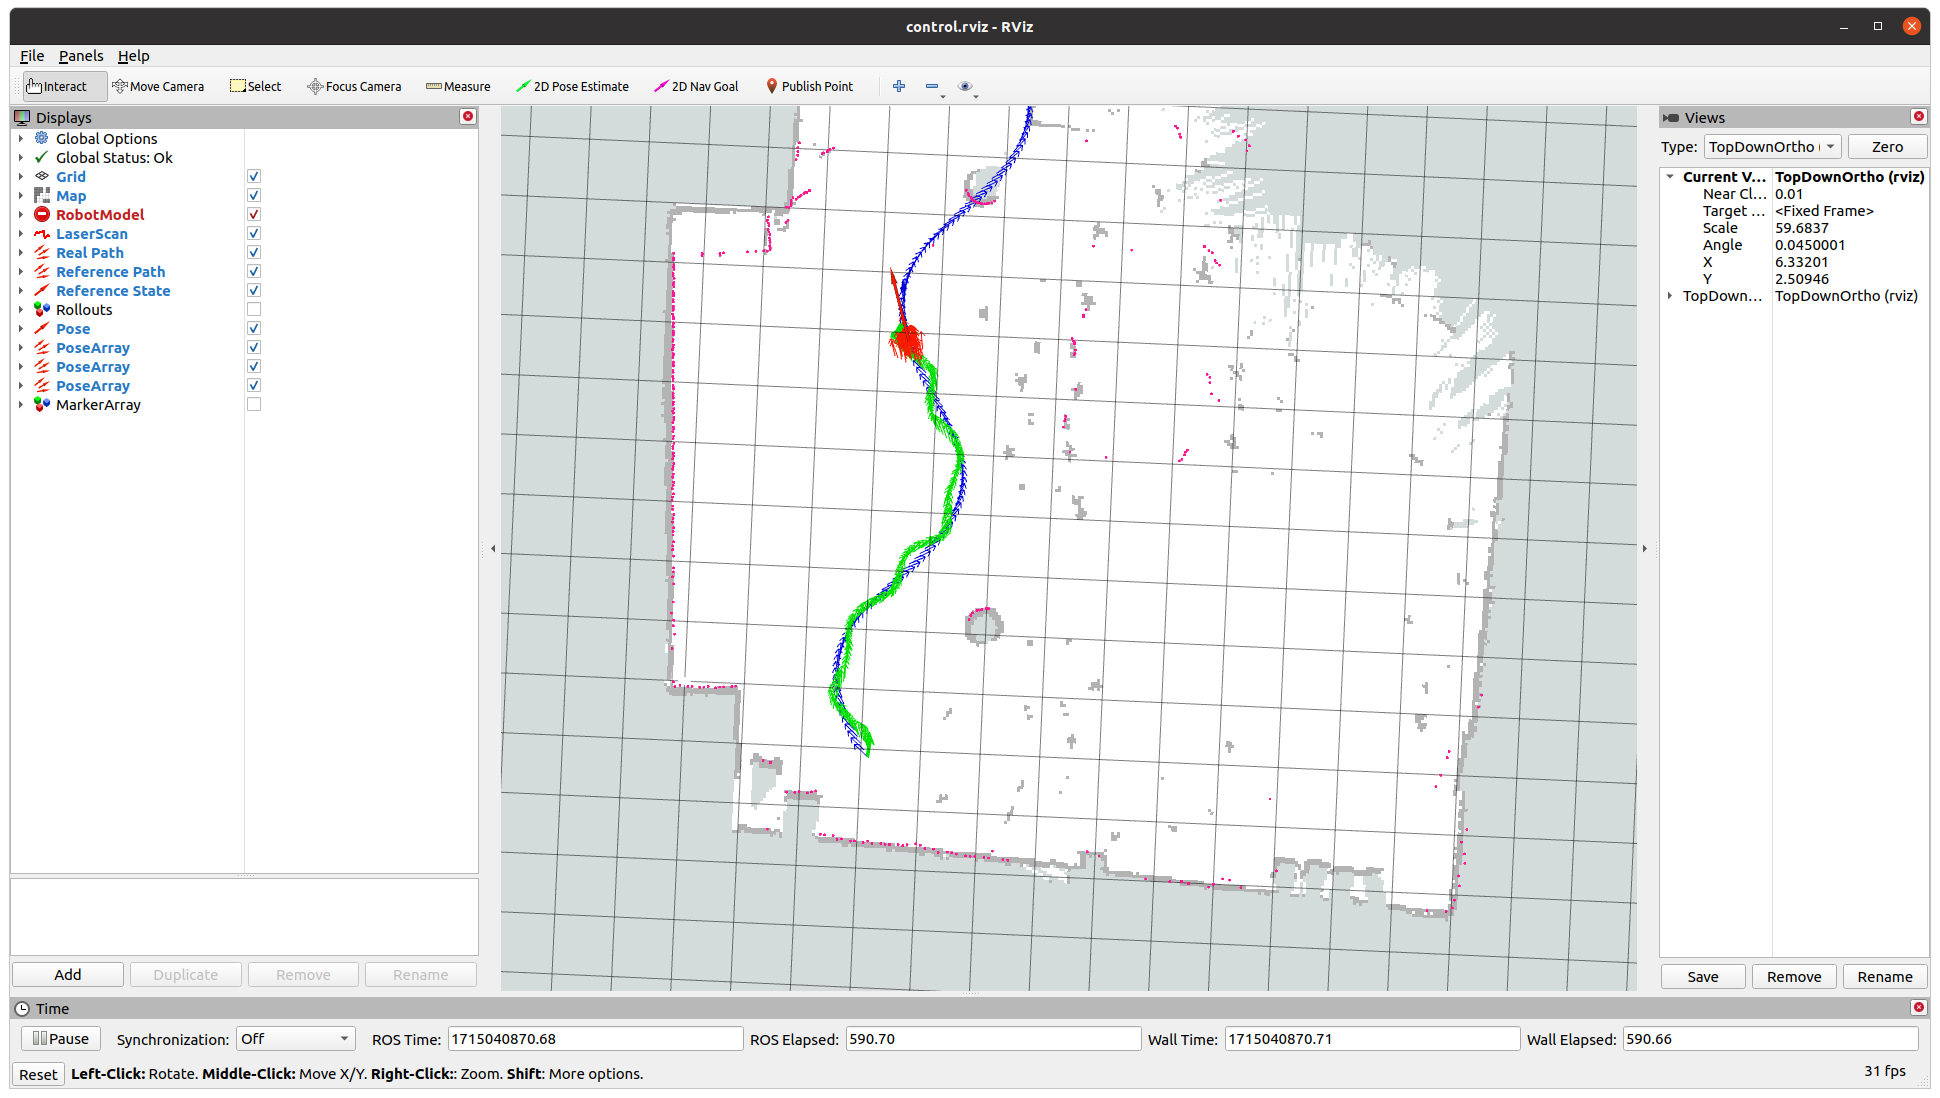 control.rviz - RViz
File Panels Help
Interact Move Camera Select Focus Camera Measure 2D Pose Estimate 2D Nav Goal Publish Point
Displays
Global Options
Global Status: Ok
Grid
Map
RobotModel
LaserScan
Real Path
Reference Path
Reference State
Rollouts
Pose
PoseArray
PoseArray
PoseArray
MarkerArray
Add Duplicate Remove Rename
Views
Type: TopDownOrtho ( Zero
Current V... TopDownOrtho (rviz)
Near Cl... 0.01
Target ... <Fixed Frame>
Scale 59.6837
Angle 0.0450001
X 6.33201
Y 2.50946
TopDown... TopDownOrtho (rviz)
Save Remove Rename
Time
Pause Synchronization: Off ROS Time: 1715040870.68 ROS Elapsed: 590.70 Wall Time: 1715040870.71 Wall Elapsed: 590.66
Reset Left-Click: Rotate. Middle-Click: Move X/Y. Right-Click:: Zoom. Shift: More options. 31 fps